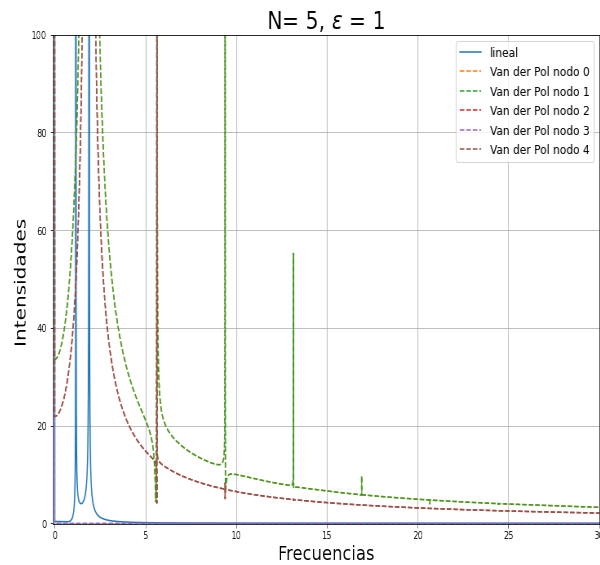 N= 5, ε = 1
100
80
60
40
20
0
Intensidades
lineal
Van der Pol nodo 0
Van der Pol nodo 1
Van der Pol nodo 2
Van der Pol nodo 3
Van der Pol nodo 4
0 5 10 15 20 25 30
Frecuencias